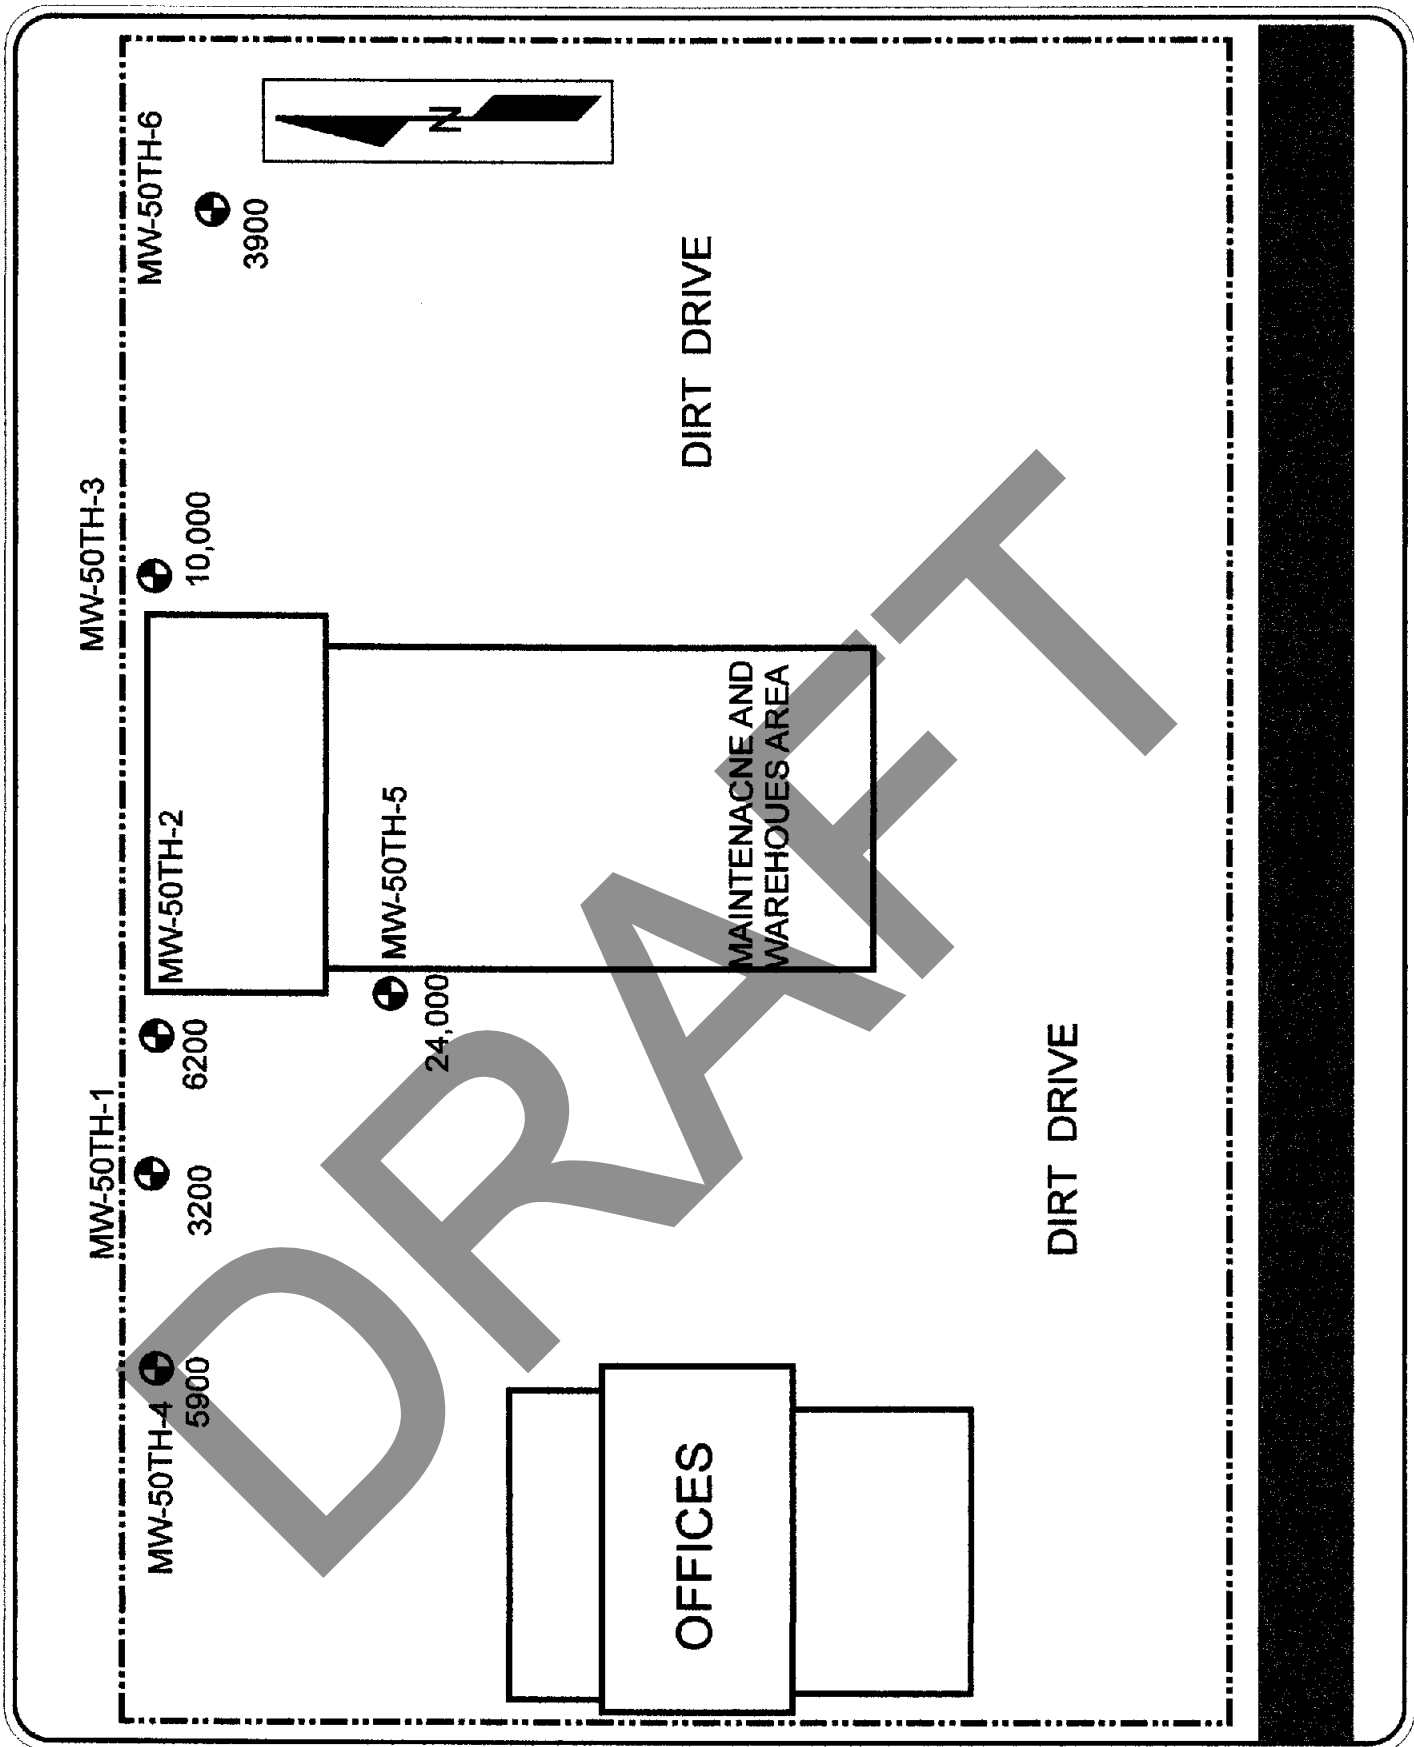 MW-50TH-3
MW-50TH-1
MW-50TH-6
MW-50TH-2
MW-50TH-4
10,000
6200
3200
5900
3900
N
MW-50TH-5
24,000
DIRT DRIVE
MAINTENACNE AND
WAREHOUES AREA
OFFICES
DIRT DRIVE
DRAFT